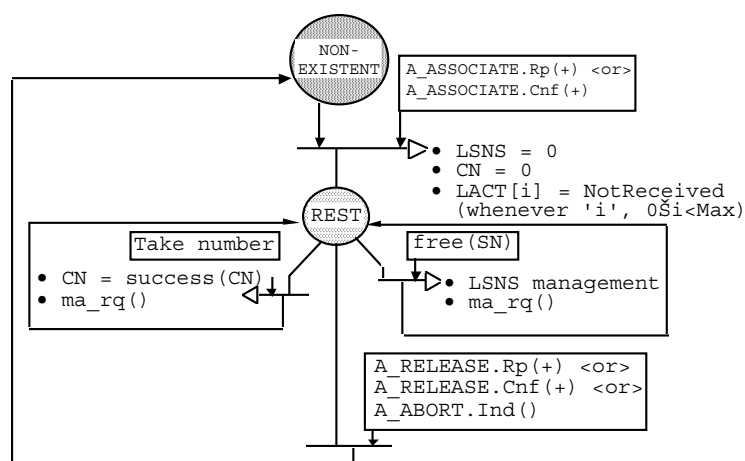 NON-
EXISTENT
A_ASSOCIATE.Rp(+) <or>
A_ASSOCIATE.Cnf(+)
• LSNS = 0
• CN = 0
• LACT[i] = NotReceived
(whenever 'i', 0Ši<Max)
REST
Take number
free(SN)
• CN = success(CN)
• ma_rq()
• LSNS management
• ma_rq()
A_RELEASE.Rp(+) <or>
A_RELEASE.Cnf(+) <or>
A_ABORT.Ind()